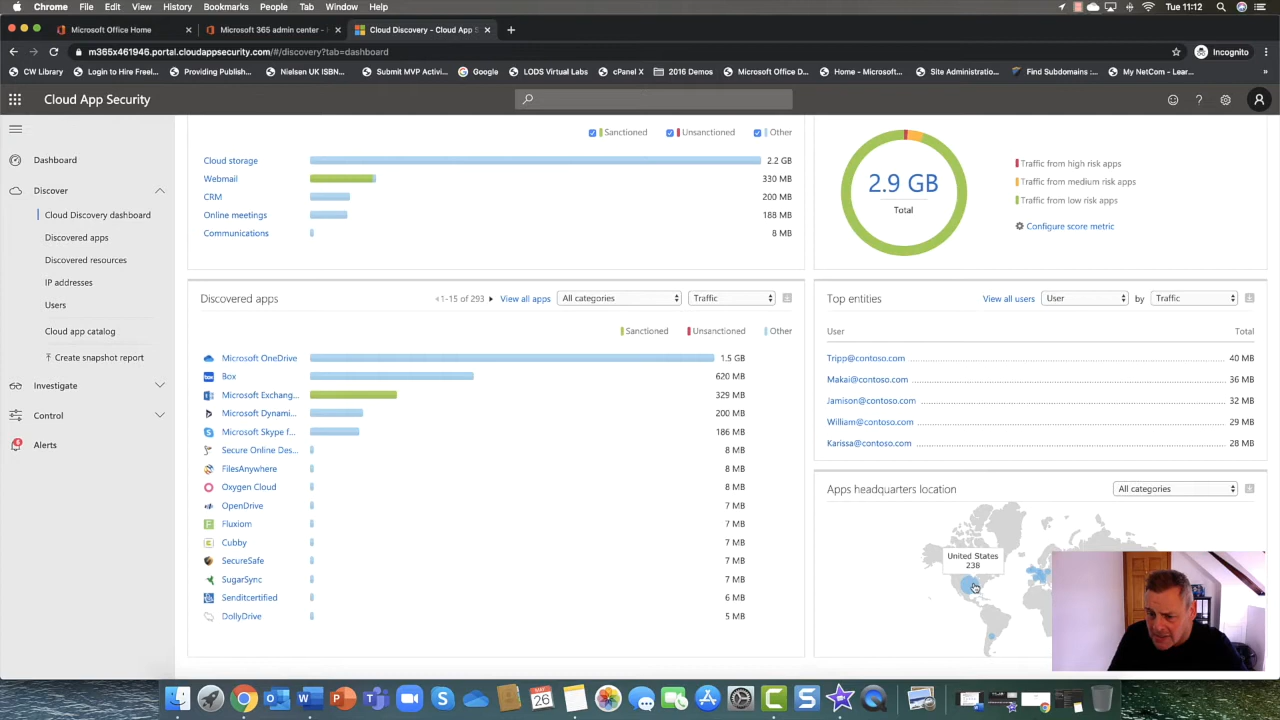 Chrome File Edit View History Bookmarks People Tab Window Help Tue 11:12
Microsoft Office Home Microsoft 365 admin center - Cloud Discovery - Cloud App S
m365x461946.portal.cloudappsecurity.com/#/discovery?tab=dashboard Incognito
CW Library Login to Hire Freel... Providing Publish... Nielsen UK ISBN... Submit MVP Activi... Google LODS Virtual Labs cPanel X 2016 Demos Microsoft Office D... Home - Microsoft... Site Administratio... Find Subdomains :... My NetCom - Lear... »
Cloud App Security
Dashboard
Discover
Cloud Discovery dashboard
Discovered apps
Discovered resources
IP addresses
Users
Cloud app catalog
Create snapshot report
Investigate
Control
Alerts
Sanctioned Unsanctioned Other
Cloud storage 2.2 GB
Webmail 330 MB
CRM 200 MB
Online meetings 188 MB
Communications 8 MB
2.9 GB
Total
Traffic from high risk apps
Traffic from medium risk apps
Traffic from low risk apps
Configure score metric
Discovered apps 1-15 of 293 View all apps All categories Traffic
Sanctioned Unsanctioned Other
Microsoft OneDrive 1.5 GB
Box 620 MB
Microsoft Exchang... 329 MB
Microsoft Dynami... 200 MB
Microsoft Skype f... 186 MB
Secure Online Des... 8 MB
FilesAnywhere 8 MB
Oxygen Cloud 8 MB
OpenDrive 7 MB
Fluxiom 7 MB
Cubby 7 MB
SecureSafe 7 MB
SugarSync 7 MB
Senditcertified 6 MB
DollyDrive 5 MB
Top entities View all users User by Traffic
User Total
Tripp@contoso.com 40 MB
Makai@contoso.com 36 MB
Jamison@contoso.com 32 MB
William@contoso.com 29 MB
Karissa@contoso.com 28 MB
Apps headquarters location All categories
United States
238
MAY
26